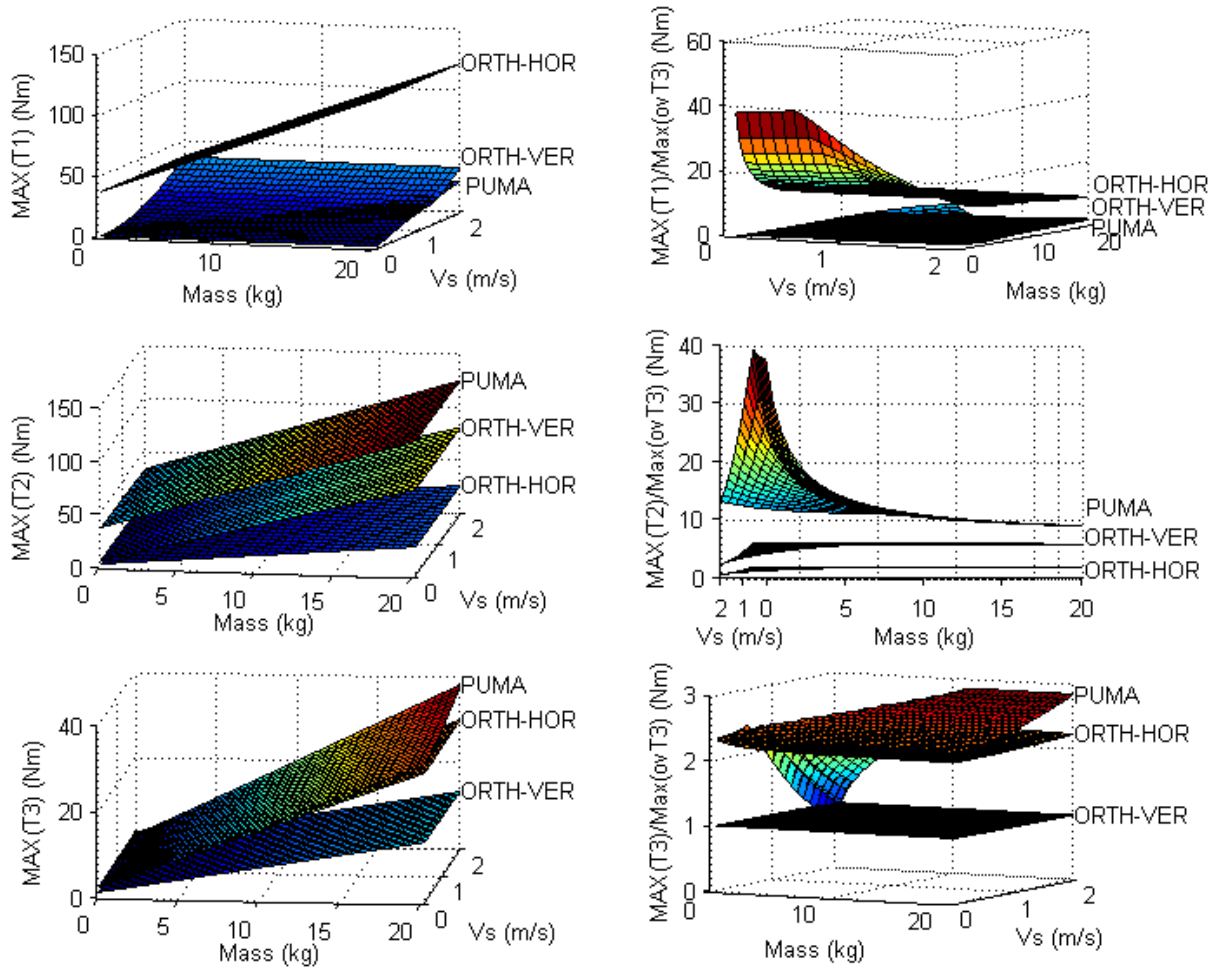 MAX(T1) (Nm)
150
100
50
0
ORTH-HOR
ORTH-VER
PUMA
0
10
20
Mass (kg)
0
1
2
Vs (m/s)
MAX(T1)/Max(ov T3) (Nm)
60
40
20
0
ORTH-HOR
ORTH-VER
PUMA
0
1
2
Vs (m/s)
0
10
20
Mass (kg)
MAX(T2) (Nm)
150
100
50
0
PUMA
ORTH-VER
ORTH-HOR
0
5
10
15
20
Mass (kg)
0
1
2
Vs (m/s)
MAX(T2)/Max(ov T3) (Nm)
40
30
20
10
0
PUMA
ORTH-VER
ORTH-HOR
2 1 0
5
10
15
20
Vs (m/s)
Mass (kg)
MAX(T3) (Nm)
40
20
0
PUMA
ORTH-HOR
ORTH-VER
0
5
10
15
20
Mass (kg)
0
1
2
Vs (m/s)
MAX(T3)/Max(ov T3) (Nm)
3
2
1
0
PUMA
ORTH-HOR
ORTH-VER
0
10
20
Mass (kg)
0
1
2
Vs (m/s)